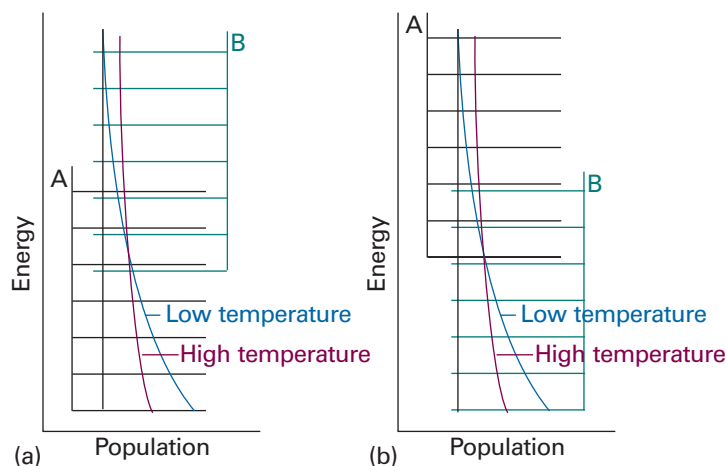 A
B
Energy
Low temperature
High temperature
Population
(a)
A
B
Energy
Low temperature
High temperature
Population
(b)